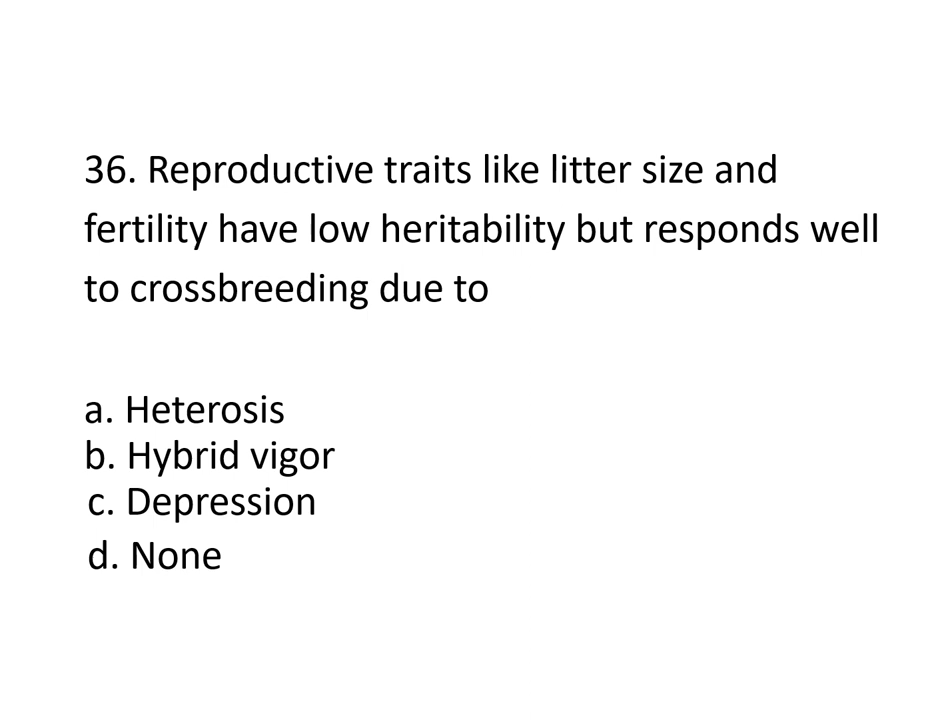 36. Reproductive traits like litter size and
fertility have low heritability but responds well
to crossbreeding due to
a. Heterosis
b. Hybrid vigor
c. Depression
d. None